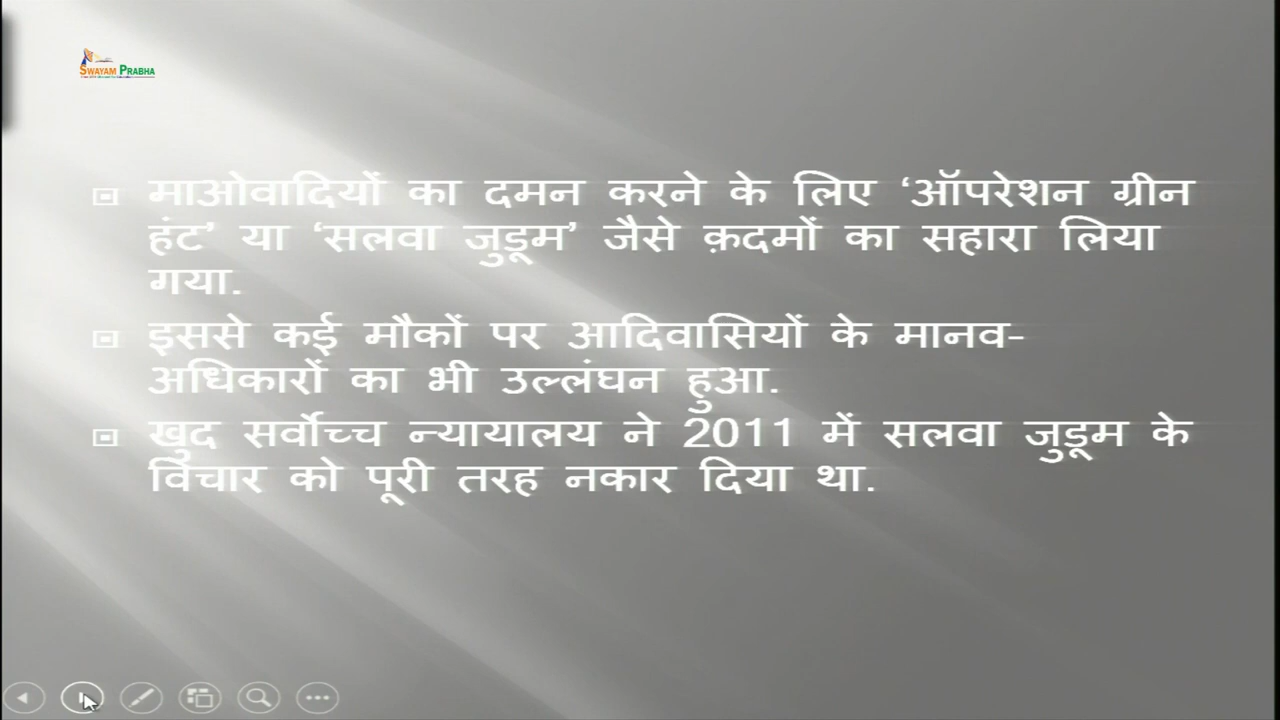 SWAYAM PRABHA
माओवादियों का दमन करने के लिए ‘ऑपरेशन ग्रीन
हंट’ या ‘सलवा जुडूम’ जैसे क़दमों का सहारा लिया
गया.
इससे कई मौकों पर आदिवासियों के मानव-
अधिकारों का भी उल्लंघन हुआ.
खुद सर्वोच्च न्यायालय ने 2011 में सलवा जुडूम के
विचार को पूरी तरह नकार दिया था.